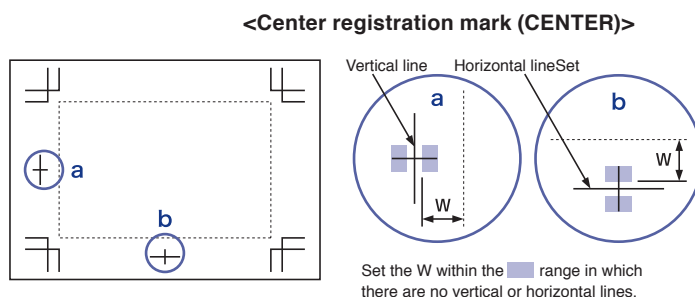 <Center registration mark (CENTER)>
Vertical line
Horizontal lineSet
a
b
a
b
W
W
Set the W within the range in which
there are no vertical or horizontal lines.